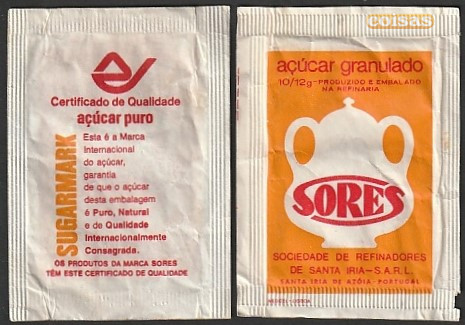 Certificado de Qualidade
açúcar puro
SUGARMARK
Esta é a Marca
Internacional
do açúcar,
garantia
de que o açúcar
desta embalagem
é Puro, Natural
e de Qualidade
Internacionalmente
Consagrada.
OS PRODUTOS DA MARCA SORES
TÊM ESTE CERTIFICADO DE QUALIDADE
coisas
açúcar granulado
10/12g-PRODUZIDO E EMBALADO
NA REFINARIA
SORES
SOCIEDADE DE REFINADORES
DE SANTA IRIA-S.A.R.L.
SANTA IRIA DE AZÓIA-PORTUGAL